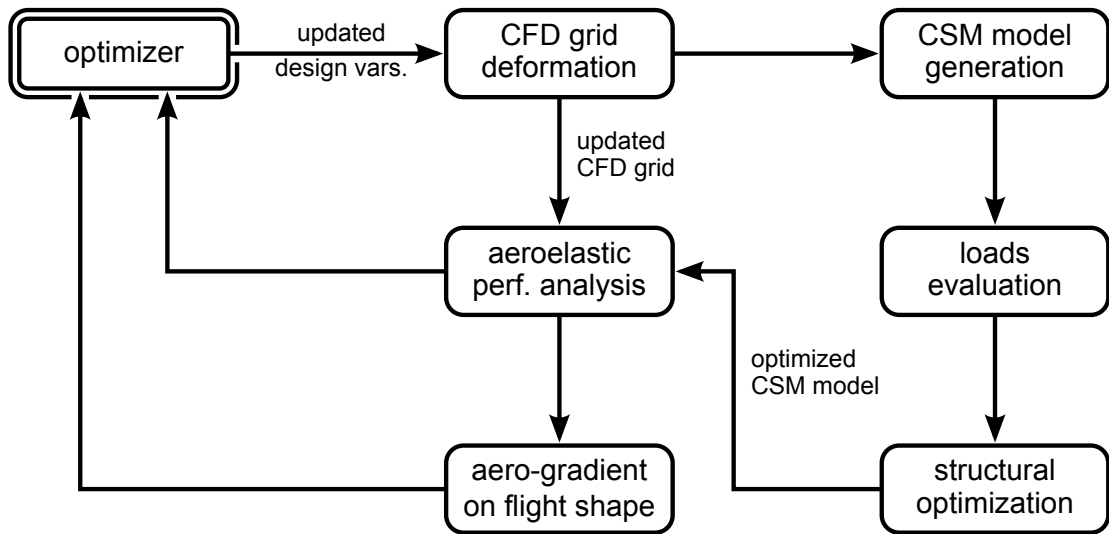 optimizer
updated
design vars.
CFD grid
deformation
CSM model
generation
updated
CFD grid
aeroelastic
perf. analysis
loads
evaluation
optimized
CSM model
aero-gradient
on flight shape
structural
optimization